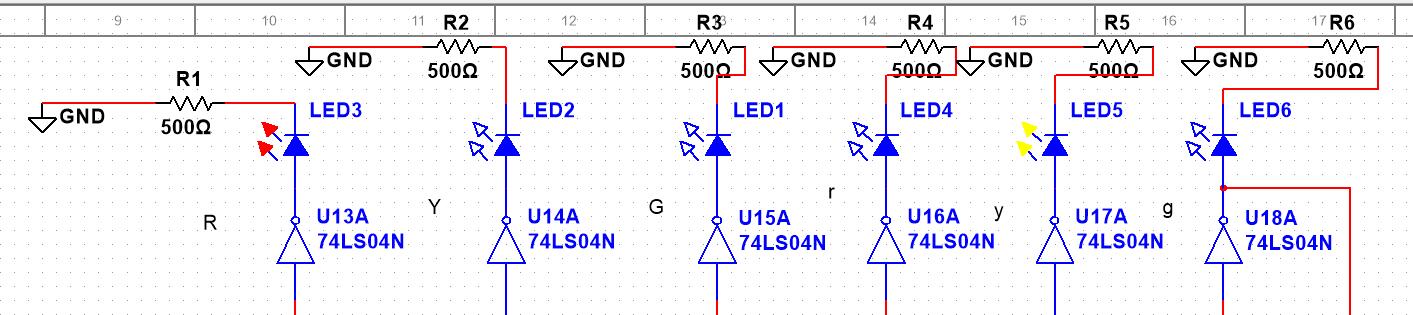 9 10 11 12 14 15 16 17
R2 R3 R4 R5 R6
GND GND GND GND GND
500Ω 500Ω 500Ω 500Ω 500Ω
R1
GND
500Ω
LED3 LED2 LED1 LED4 LED5 LED6
R Y G r y g
U13A U14A U15A U16A U17A U18A
74LS04N 74LS04N 74LS04N 74LS04N 74LS04N 74LS04N